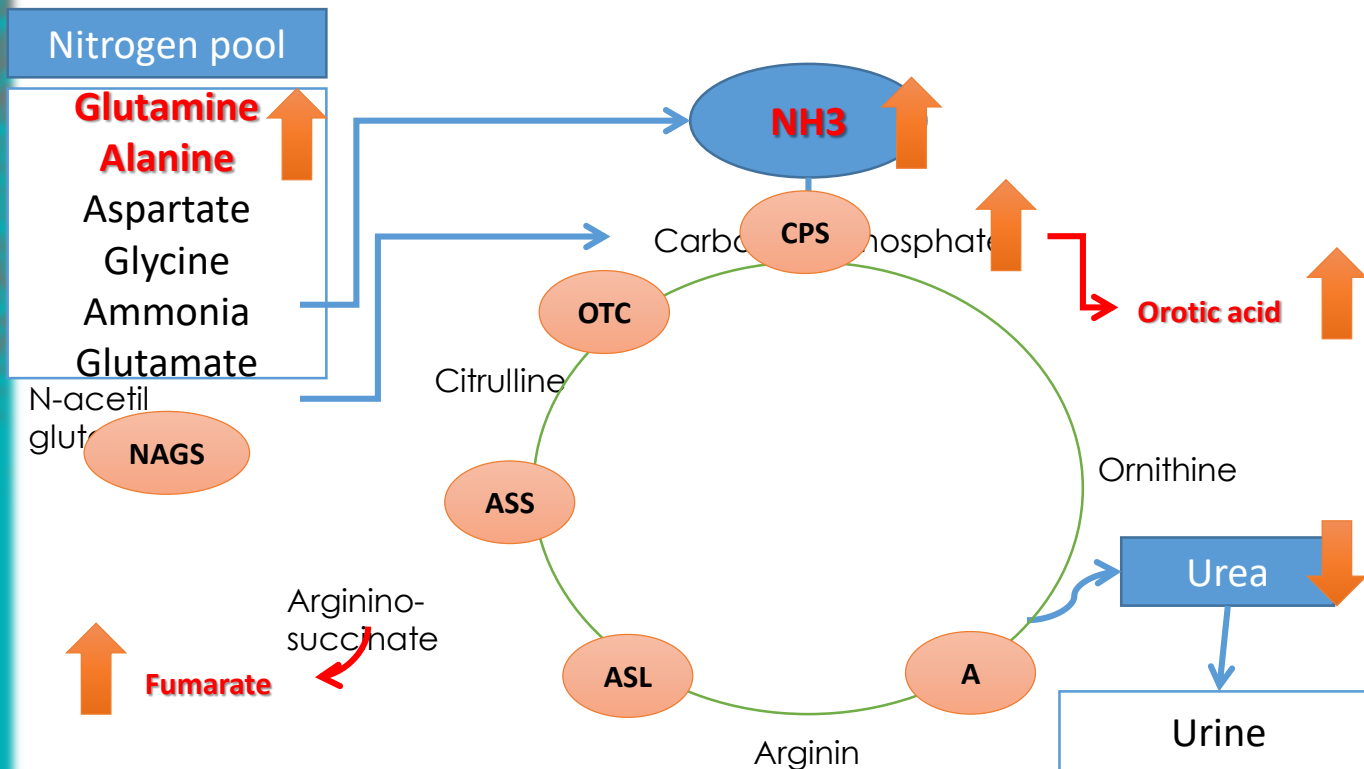 Nitrogen pool
Glutamine
Alanine
Aspartate
Glycine
Ammonia
Glutamate
N-acetil
NAGS
NH3
CPS
Orotic acid
OTC
Citrulline
ASS
Ornithine
Urea
Arginino-
succinate
Fumarate
ASL
A
Arginin
Urine